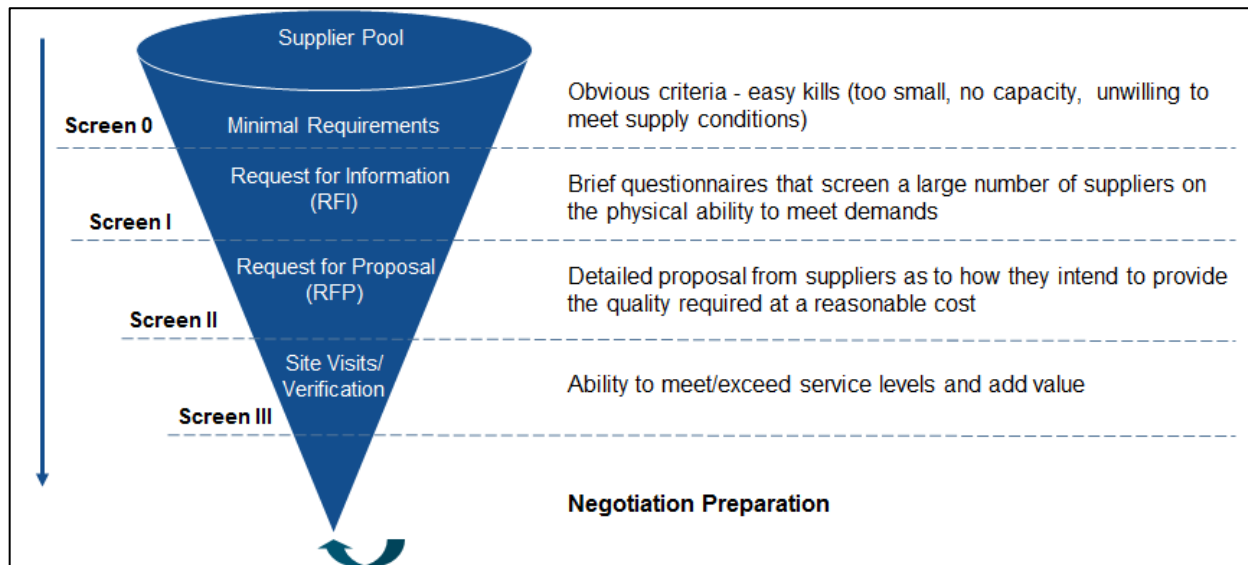 Supplier Pool
Obvious criteria - easy kills (too small, no capacity, unwilling to
meet supply conditions)
Screen 0
Minimal Requirements
Request for Information
(RFI)
Brief questionnaires that screen a large number of suppliers on
the physical ability to meet demands
Screen I
Request for Proposal
(RFP)
Detailed proposal from suppliers as to how they intend to provide
the quality required at a reasonable cost
Screen II
Site Visits/
Verification
Ability to meet/exceed service levels and add value
Screen III
Negotiation Preparation